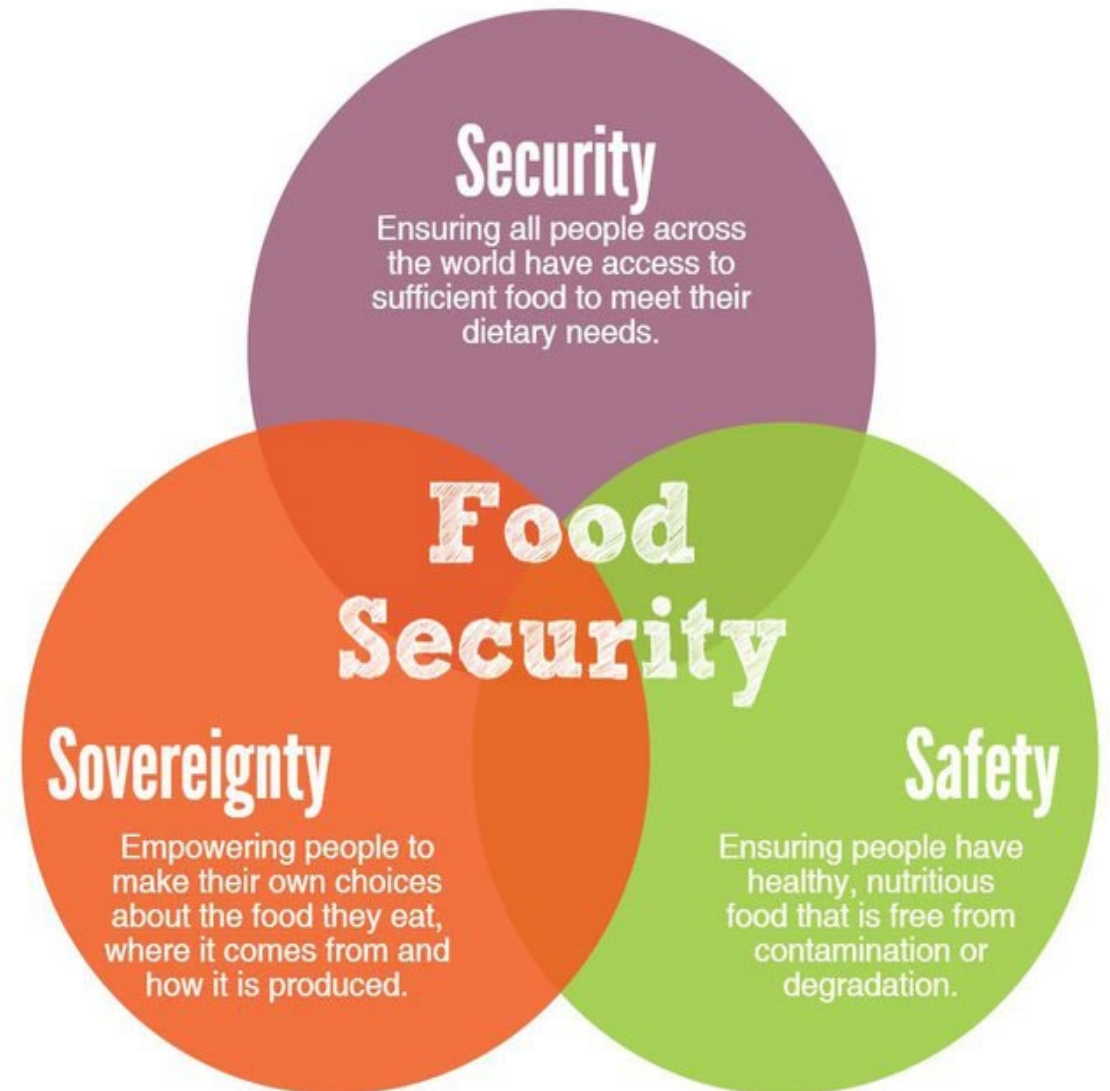 Security
Ensuring all people across
the world have access to
sufficient food to meet their
dietary needs.
Food
Security
Sovereignty
Empowering people to
make their own choices
about the food they eat,
where it comes from and
how it is produced.
Safety
Ensuring people have
healthy, nutritious
food that is free from
contamination or
degradation.